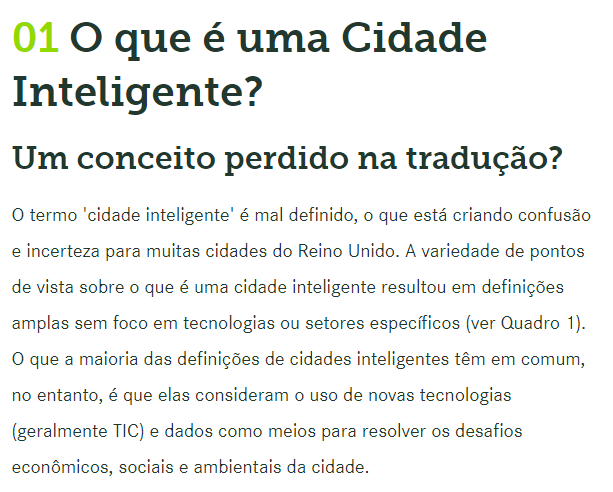 01 O que é uma Cidade
Inteligente?
Um conceito perdido na tradução?
O termo 'cidade inteligente' é mal definido, o que está criando confusão
e incerteza para muitas cidades do Reino Unido. A variedade de pontos
de vista sobre o que é uma cidade inteligente resultou em definições
amplas sem foco em tecnologias ou setores específicos (ver Quadro 1).
O que a maioria das definições de cidades inteligentes têm em comum,
no entanto, é que elas consideram o uso de novas tecnologias
(geralmente TIC) e dados como meios para resolver os desafios
econômicos, sociais e ambientais da cidade.